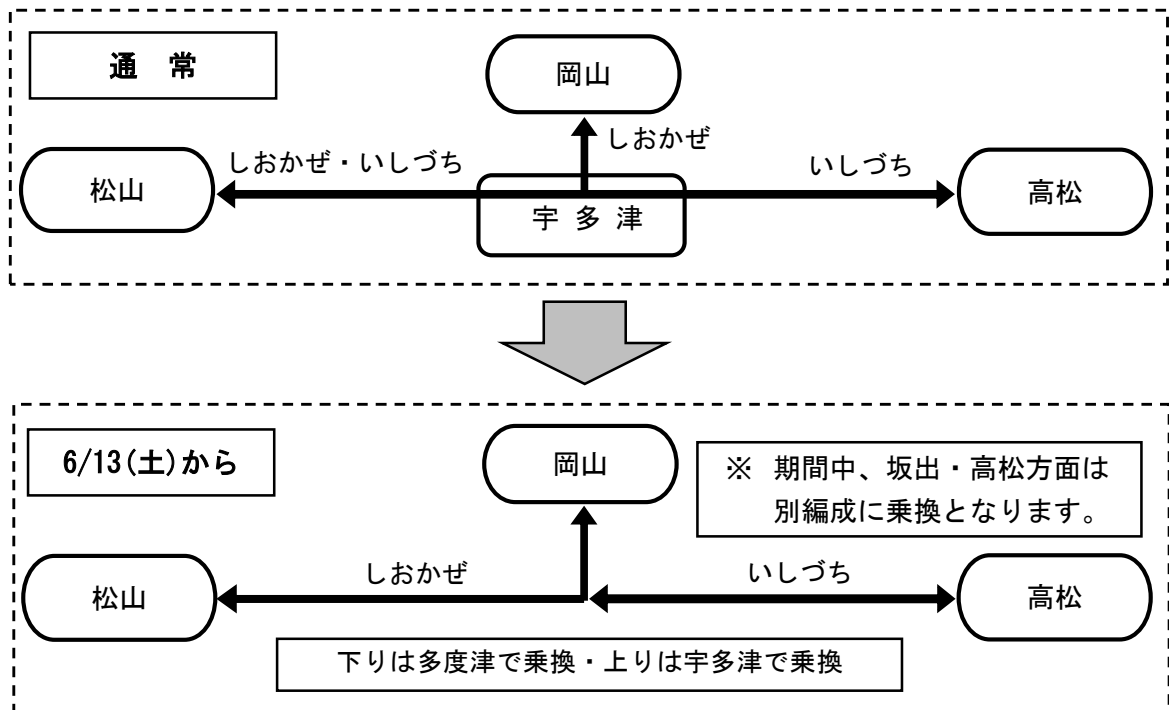 通 常
岡山
しおかぜ
しおかぜ・いしづち
いしづち
松山
宇 多 津
高松
6/13(土)から
岡山
※ 期間中、坂出・高松方面は
別編成に乗換となります。
しおかぜ
いしづち
松山
高松
下りは多度津で乗換・上りは宇多津で乗換